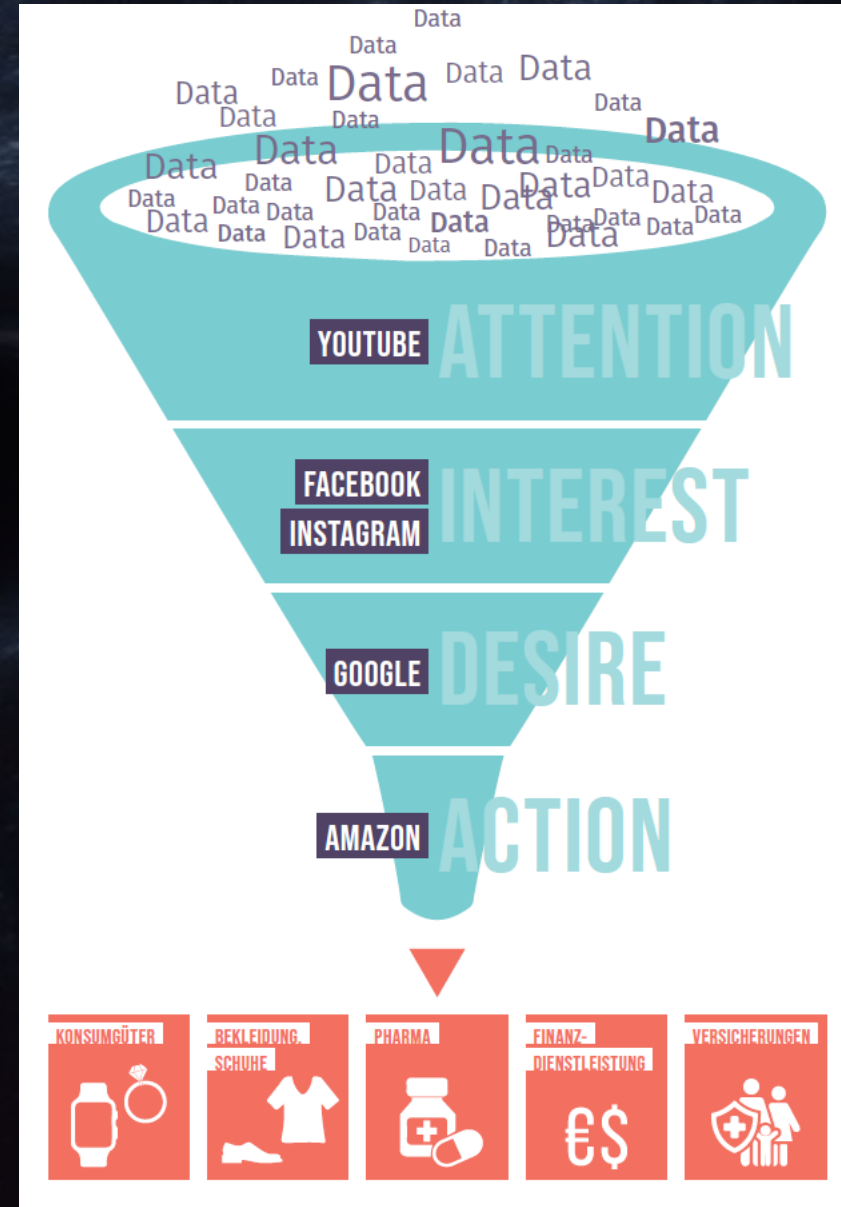 Data
Data
Data Data Data Data Data
Data Data Data
Data
Data Data Data Data Data
Data Data Data Data Data Data Data Data
Data Data Data Data Data Data Data
Data Data Data Data Data Data Data Data
Data Data
YOUTUBE ATTENTION
FACEBOOK
INSTAGRAM INTEREST
GOOGLE DESIRE
AMAZON ACTION
KONSUMGÜTER
BEKLEIDUNG,
SCHUHE
PHARMA
FINANZ-
DIENSTLEISTUNG
€$
VERSICHERUNGEN